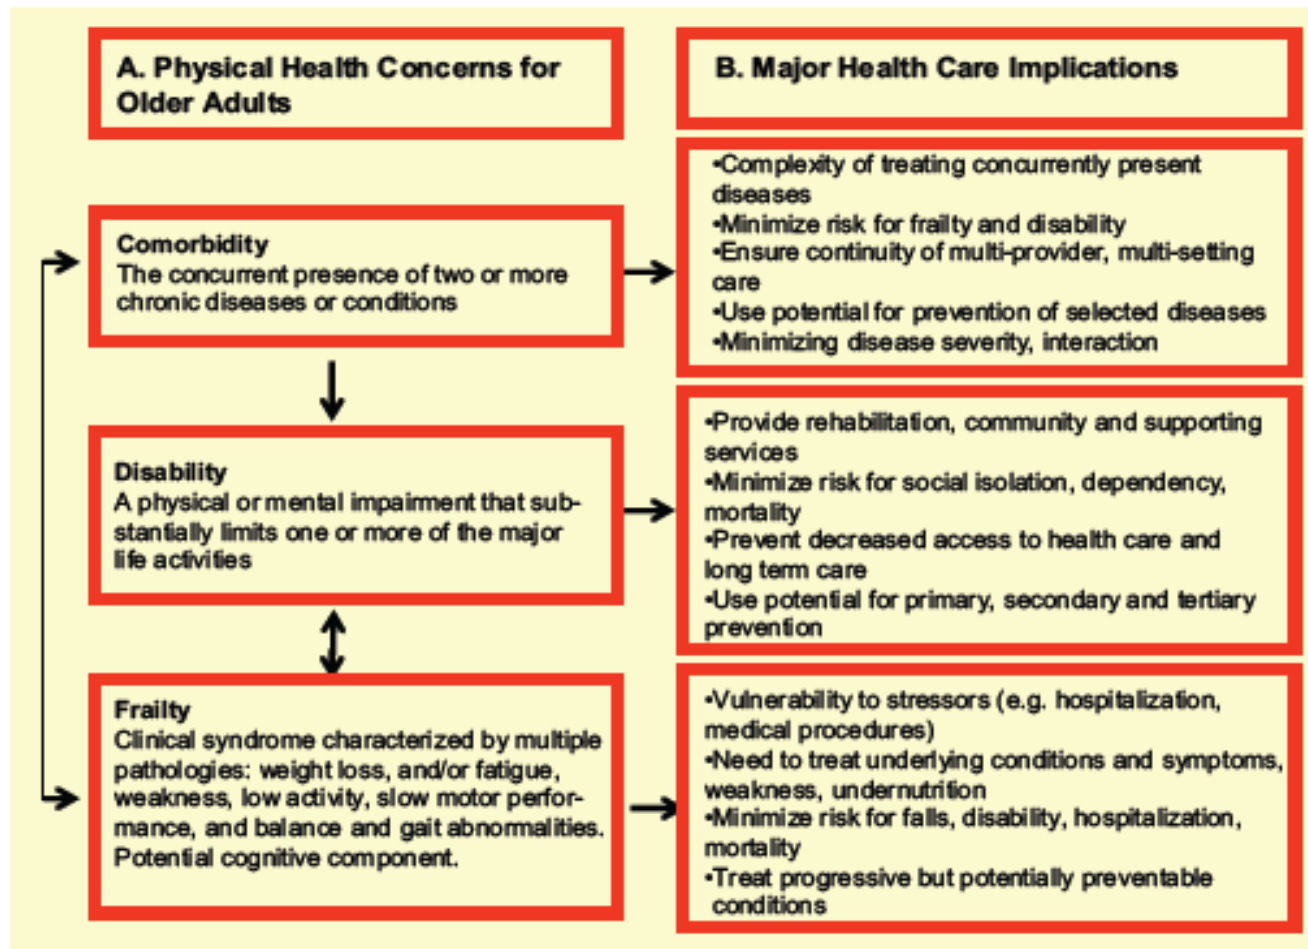 A. Physical Health Concerns for
Older Adults
B. Major Health Care Implications
Comorbidity
The concurrent presence of two or more
chronic diseases or conditions
•Complexity of treating concurrently present
diseases
•Minimize risk for frailty and disability
•Ensure continuity of multi-provider, multi-setting
care
•Use potential for prevention of selected diseases
•Minimizing disease severity, interaction
Disability
A physical or mental impairment that sub-
stantially limits one or more of the major
life activities
•Provide rehabilitation, community and supporting
services
•Minimize risk for social isolation, dependency,
mortality
•Prevent decreased access to health care and
long term care
•Use potential for primary, secondary and tertiary
prevention
Frailty
Clinical syndrome characterized by multiple
pathologies: weight loss, and/or fatigue,
weakness, low activity, slow motor perfor-
mance, and balance and gait abnormalities.
Potential cognitive component.
•Vulnerability to stressors (e.g. hospitalization,
medical procedures)
•Need to treat underlying conditions and symptoms,
weakness, undernutrition
•Minimize risk for falls, disability, hospitalization,
mortality
•Treat progressive but potentially preventable
conditions